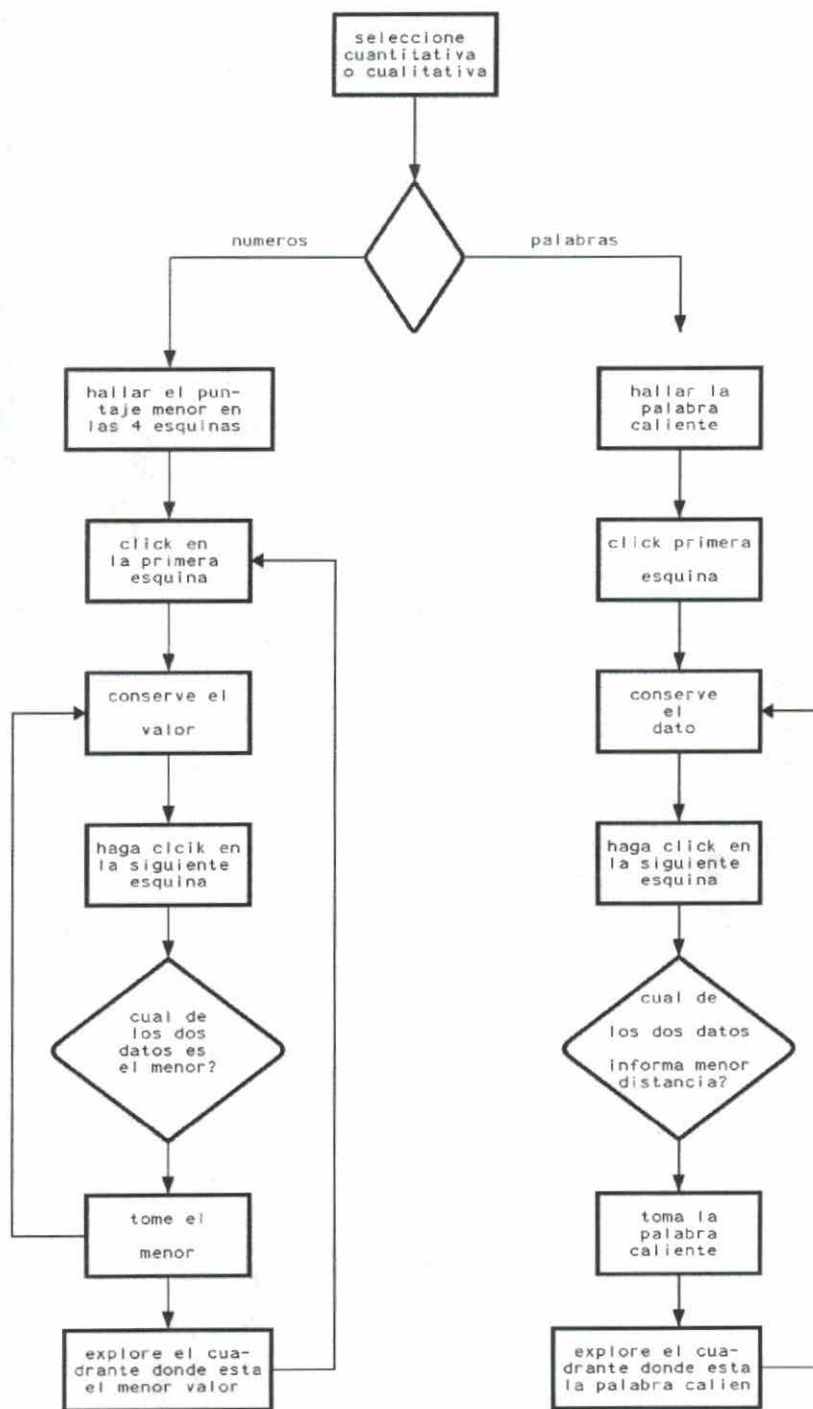 seleccione
cuantitativa
o cualitativa
numeros
palabras
hallar el pun-
taje menor en
las 4 esquinas
click en
la primera
esquina
conserve el
valor
haga clcik en
la siguiente
esquina
cual de
los dos
datos es
el menor?
tome el
menor
explore el cua-
drante donde esta
el menor valor
hallar la
palabra
caliente
click primera
esquina
conserve
el
dato
haga click en
la siguiente
esquina
cual de
los dos datos
informa menor
distancia?
toma la
palabra
caliente
explore el cua-
drante donde esta
la palabra calien